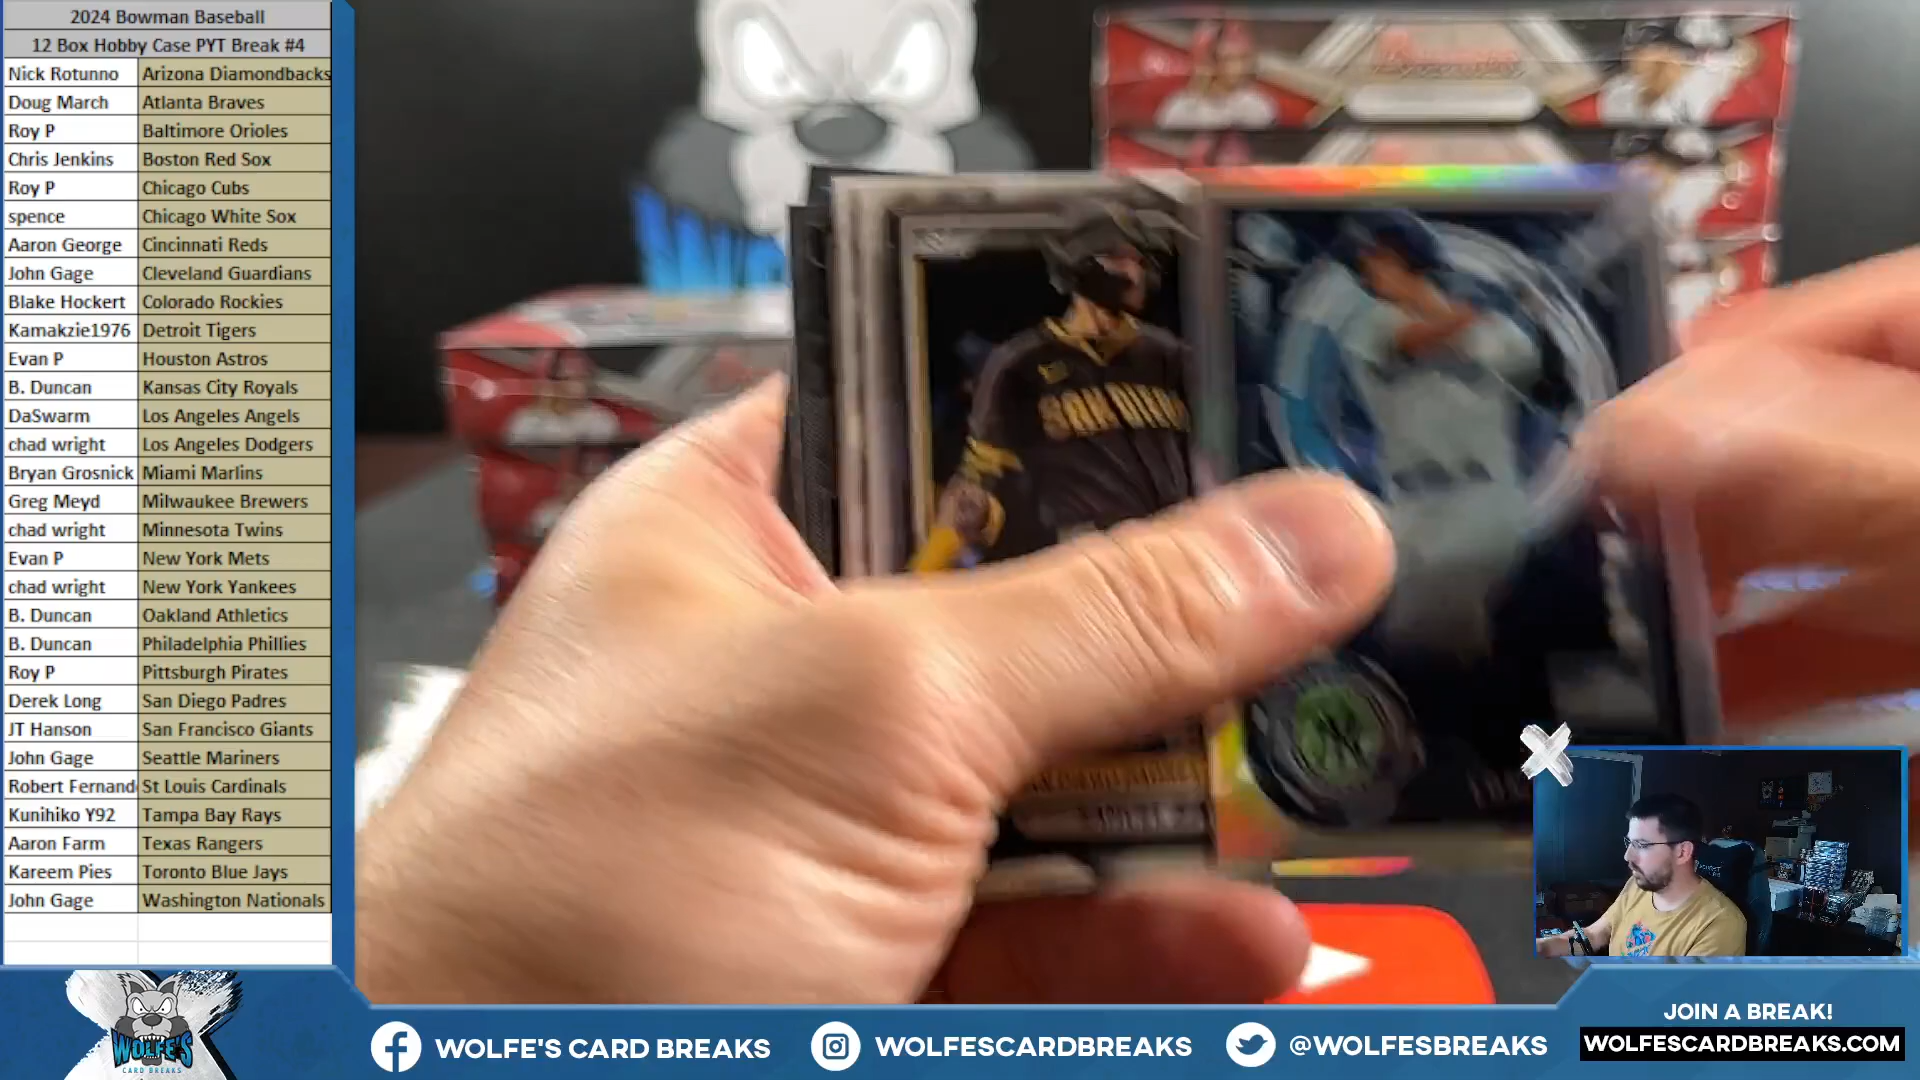 2024 Bowman Baseball
12 Box Hobby Case PYT Break #4
Nick Rotunno Arizona Diamondbacks
Doug March Atlanta Braves
Roy P Baltimore Orioles
Chris Jenkins Boston Red Sox
Roy P Chicago Cubs
spence Chicago White Sox
Aaron George Cincinnati Reds
John Gage Cleveland Guardians
Blake Hockert Colorado Rockies
Kamakzie1976 Detroit Tigers
Evan P Houston Astros
B. Duncan Kansas City Royals
DaSwarm Los Angeles Angels
chad wright Los Angeles Dodgers
Bryan Grosnick Miami Marlins
Greg Meyd Milwaukee Brewers
chad wright Minnesota Twins
Evan P New York Mets
chad wright New York Yankees
B. Duncan Oakland Athletics
B. Duncan Philadelphia Phillies
Roy P Pittsburgh Pirates
Derek Long San Diego Padres
JT Hanson San Francisco Giants
John Gage Seattle Mariners
Robert Fernand St Louis Cardinals
Kunihiko Y92 Tampa Bay Rays
Aaron Farm Texas Rangers
Kareem Pies Toronto Blue Jays
John Gage Washington Nationals
WOLFE'S
CARD BREAKS
WOLFE'S CARD BREAKS
WOLFESCARDBREAKS
@WOLFESBREAKS
JOIN A BREAK!
WOLFESCARDBREAKS.COM